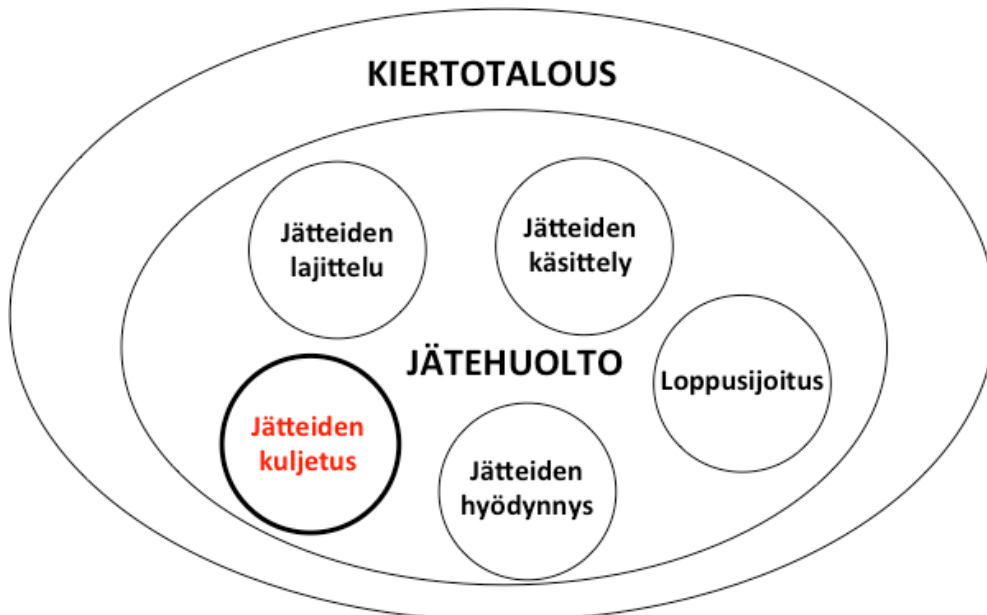 KIERTOTALOUS
Jätteiden
lajittelu
Jätteiden
käsittely
JÄTEHUOLTO
Loppusijoitus
Jätteiden
kuljetus
Jätteiden
hyödynnys